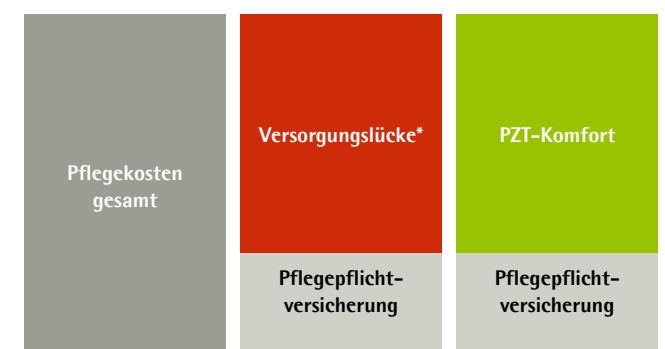 Pflegekosten
gesamt
Versorgungslücke*
Pflegepflicht-
versicherung
PZT-Komfort
Pflegepflicht-
versicherung